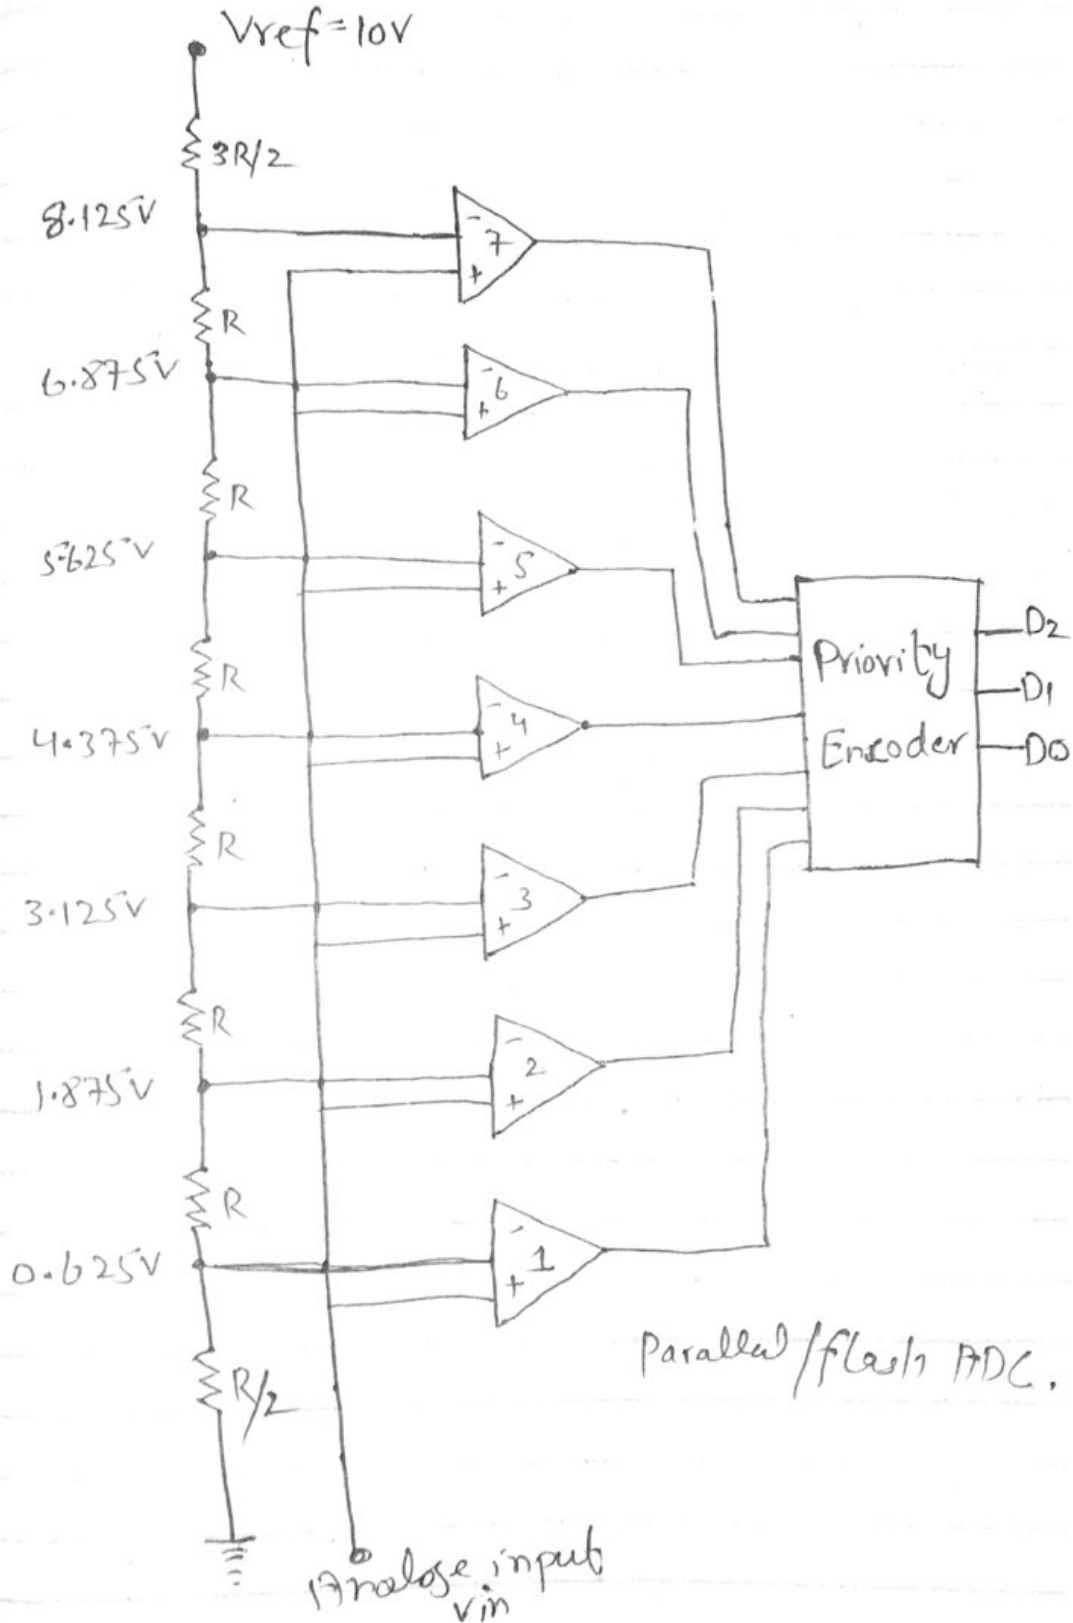 Vref=10V
3R/2
8.125V
-
7
+
R
6.875V
-
6
+
R
5.625V
-
5
+
Priority
Encoder
D2
D1
D0
R
4.375V
-
4
+
R
3.125V
-
3
+
R
1.875V
-
2
+
R
0.625V
-
1
+
Parallel/flash ADC.
R/2
Analoge input
Vin